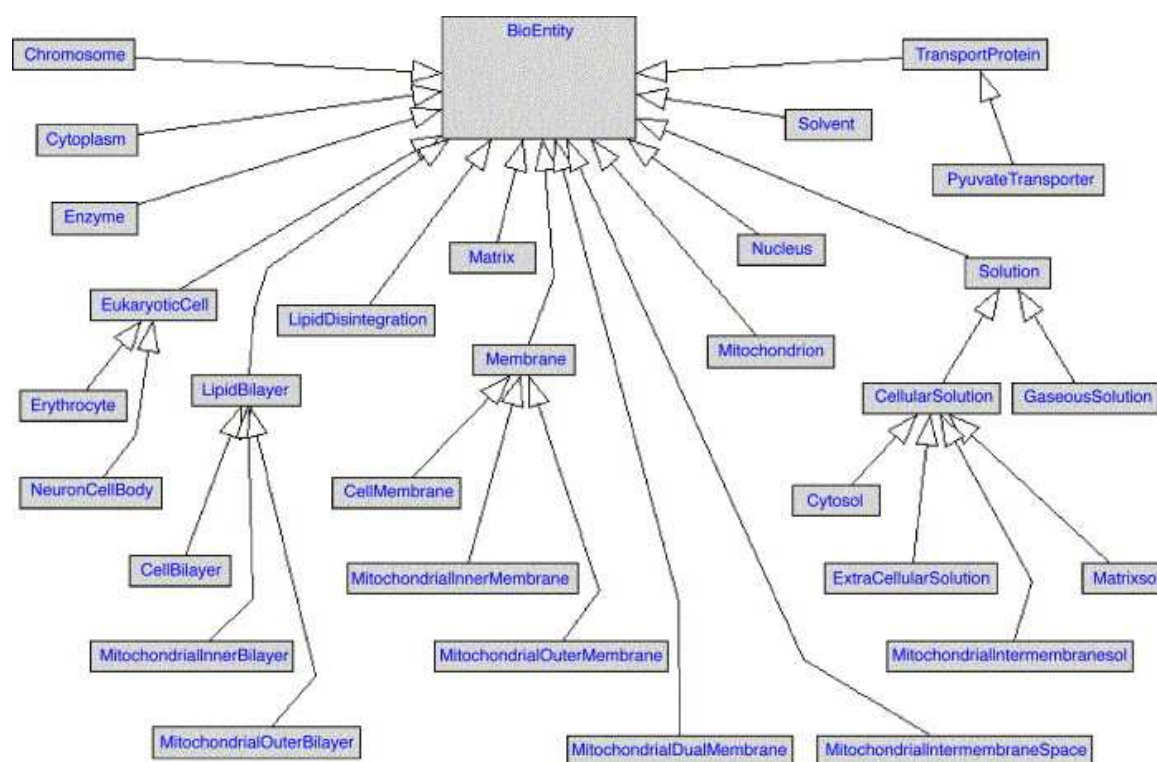 BioEntity
Chromosome
TransportProtein
Cytoplasm
Solvent
PyuvateTransporter
Enzyme
Matrix
Nucleus
Solution
EukaryoticCell
LipidDisintegration
Mitochondrion
Membrane
LipidBilayer
Erythrocyte
CellularSolution
GaseousSolution
NeuronCellBody
CellMembrane
Cytosol
CellBilayer
MitochondrialInnerMembrane
ExtraCellularSolution
Matrixsol
MitochondrialInnerBilayer
MitochondrialOuterMembrane
MitochondrialIntermembranesol
MitochondrialOuterBilayer
MitochondrialDualMembrane
MitochondrialIntermembraneSpace